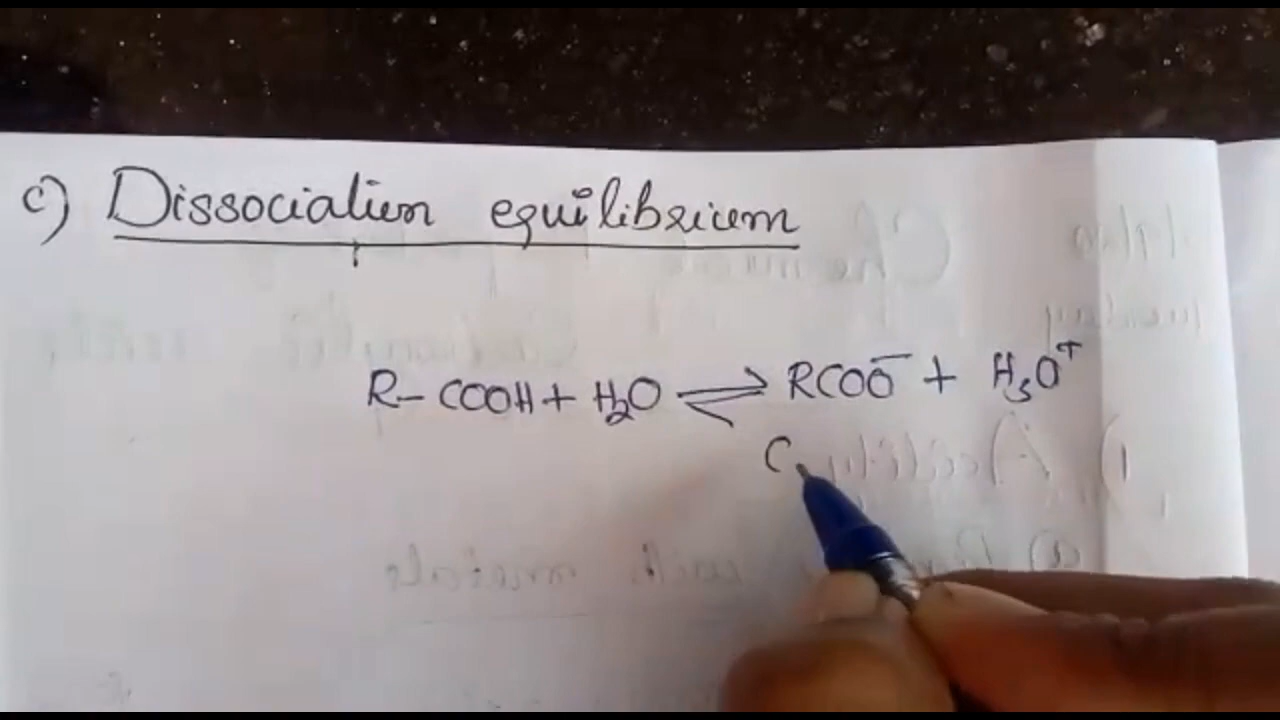 c) Dissociation equilibrium
R- COOH + H₂O ⇌ RCOO⁻ + H₃O⁺
C